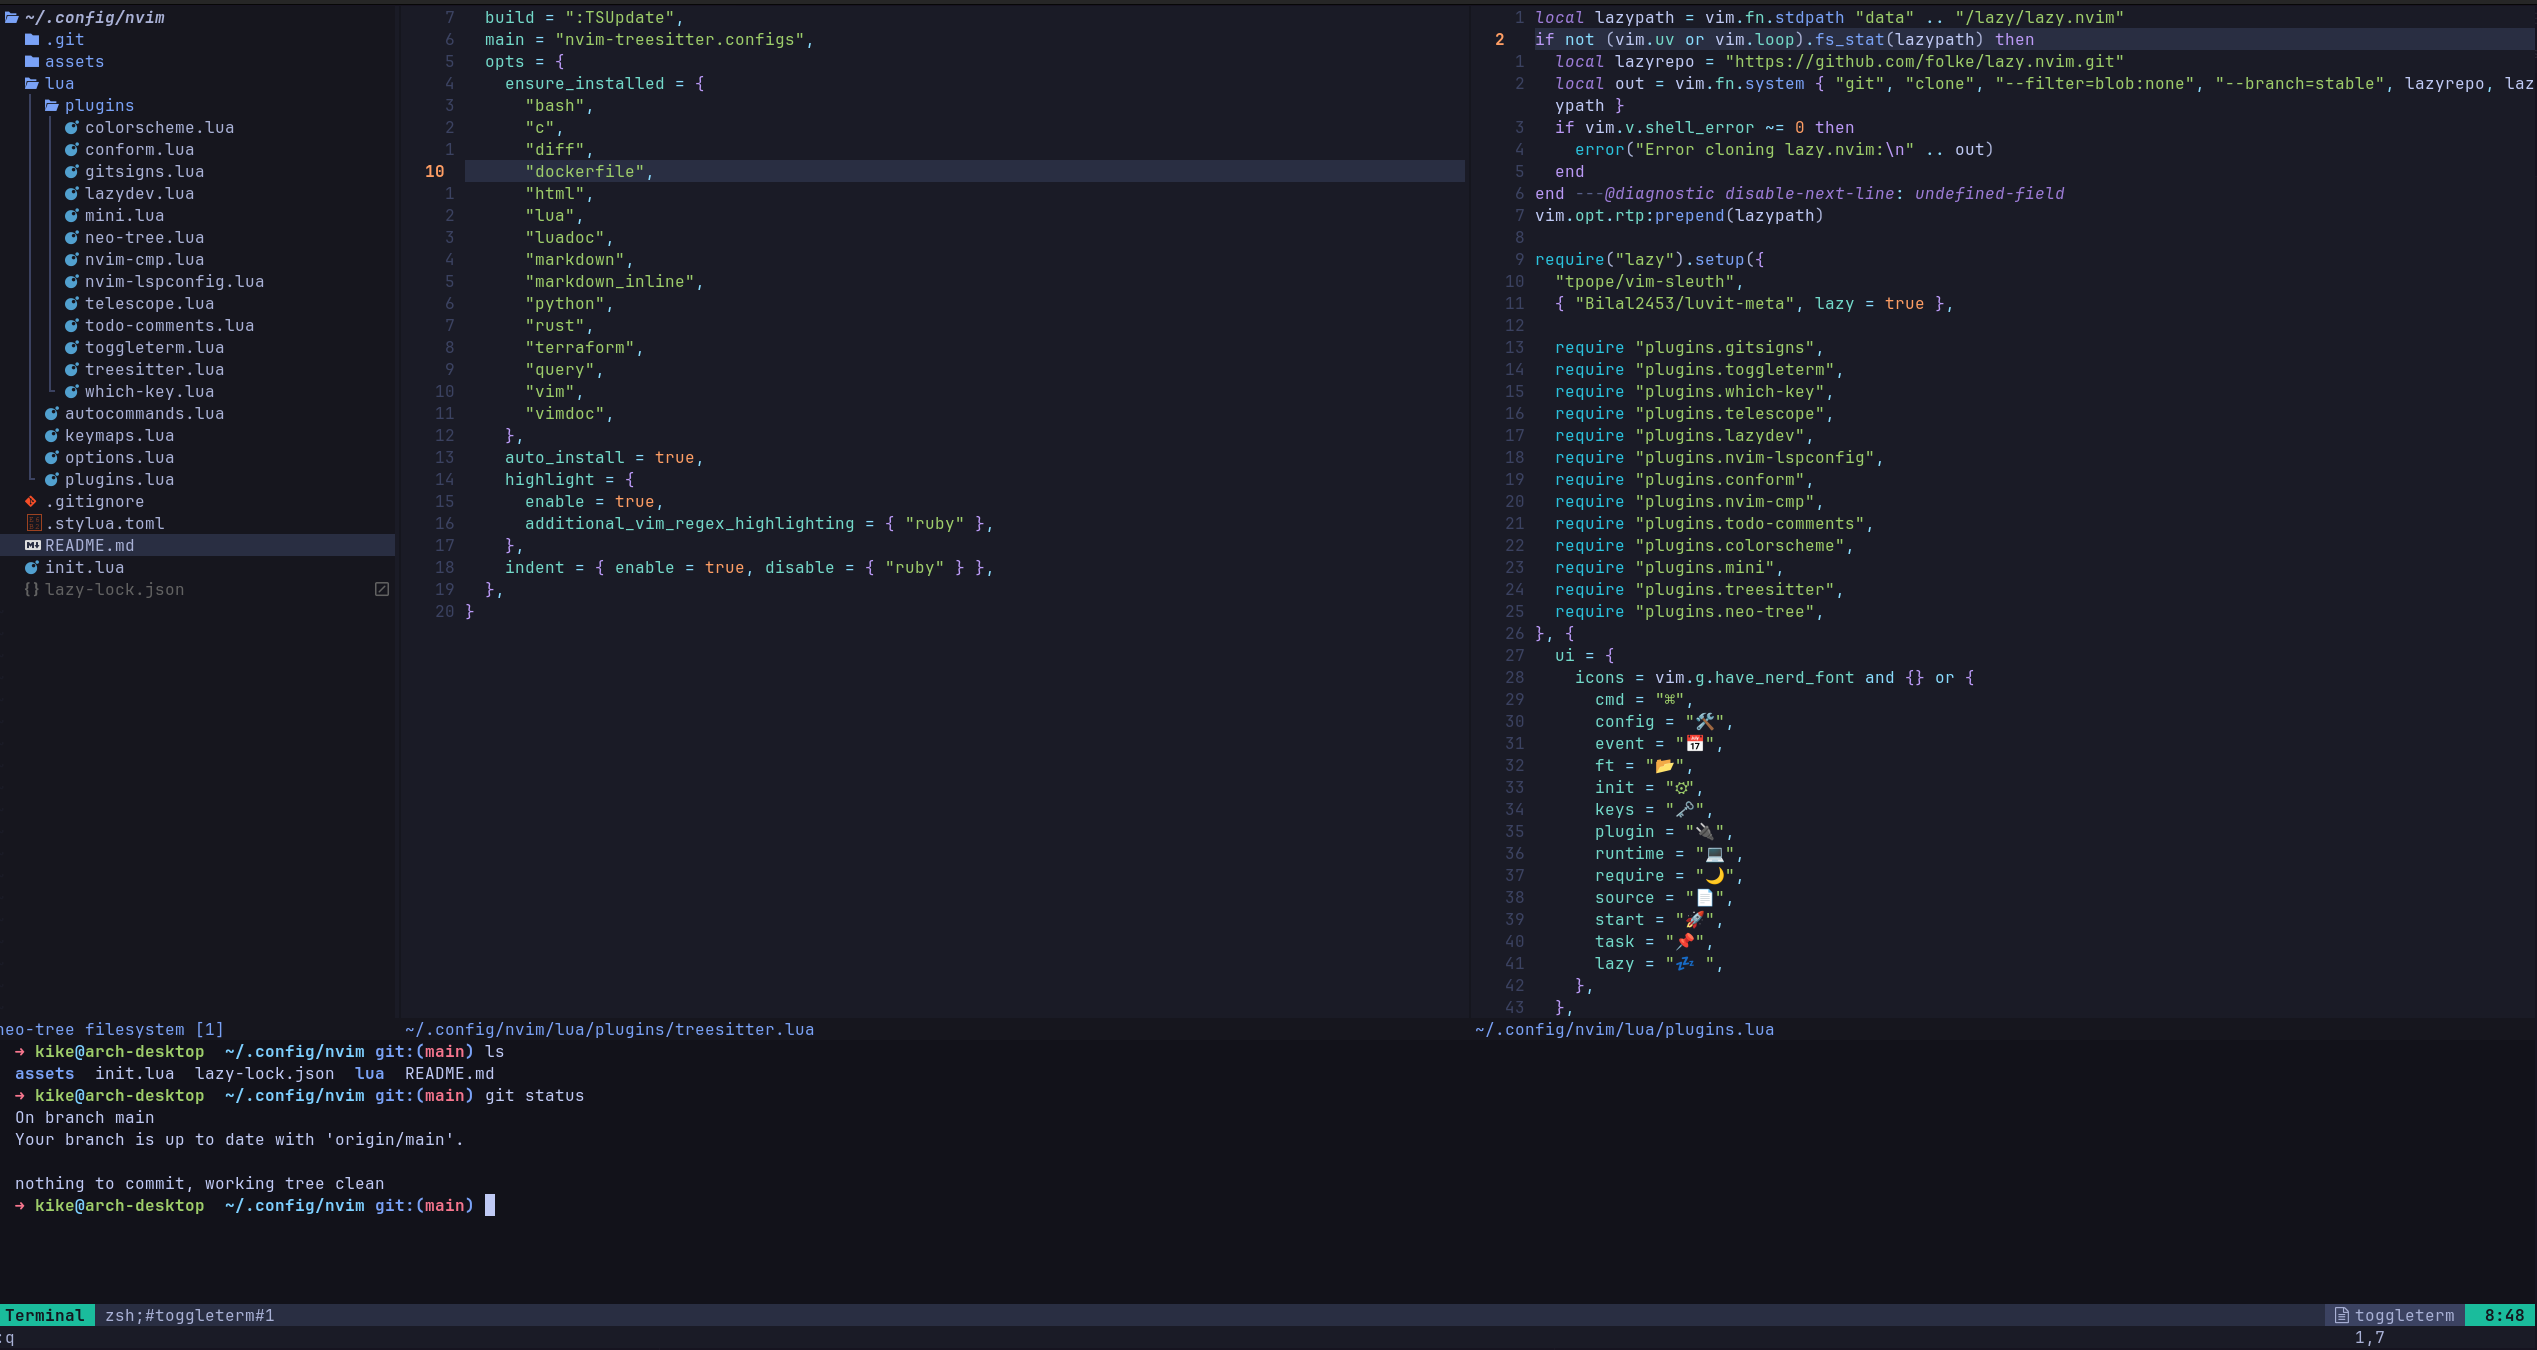 ~/.config/nvim
.git
assets
lua
plugins
colorscheme.lua
conform.lua
gitsigns.lua
lazydev.lua
mini.lua
neo-tree.lua
nvim-cmp.lua
nvim-lspconfig.lua
telescope.lua
todo-comments.lua
toggleterm.lua
treesitter.lua
which-key.lua
autocommands.lua
keymaps.lua
options.lua
plugins.lua
.gitignore
.stylua.toml
README.md
init.lua
{} lazy-lock.json
neo-tree filesystem [1]
7 build = ":TSUpdate",
6 main = "nvim-treesitter.configs",
5 opts = {
4 ensure_installed = {
3 "bash",
2 "c",
1 "diff",
10 "dockerfile",
1 "html",
2 "lua",
3 "luadoc",
4 "markdown",
5 "markdown_inline",
6 "python",
7 "rust",
8 "terraform",
9 "query",
10 "vim",
11 "vimdoc",
12 },
13 auto_install = true,
14 highlight = {
15 enable = true,
16 additional_vim_regex_highlighting = { "ruby" },
17 },
18 indent = { enable = true, disable = { "ruby" } },
19 },
20 }
~/.config/nvim/lua/plugins/treesitter.lua
1 local lazypath = vim.fn.stdpath "data" .. "/lazy/lazy.nvim"
2 if not (vim.uv or vim.loop).fs_stat(lazypath) then
1 local lazyrepo = "https://github.com/folke/lazy.nvim.git"
2 local out = vim.fn.system { "git", "clone", "--filter=blob:none", "--branch=stable", lazyrepo, laz
ypath }
3 if vim.v.shell_error ~= 0 then
4 error("Error cloning lazy.nvim:\n" .. out)
5 end
6 end ---@diagnostic disable-next-line: undefined-field
7 vim.opt.rtp:prepend(lazypath)
8
9 require("lazy").setup({
10 "tpope/vim-sleuth",
11 { "Bilal2453/luvit-meta", lazy = true },
12
13 require "plugins.gitsigns",
14 require "plugins.toggleterm",
15 require "plugins.which-key",
16 require "plugins.telescope",
17 require "plugins.lazydev",
18 require "plugins.nvim-lspconfig",
19 require "plugins.conform",
20 require "plugins.nvim-cmp",
21 require "plugins.todo-comments",
22 require "plugins.colorscheme",
23 require "plugins.mini",
24 require "plugins.treesitter",
25 require "plugins.neo-tree",
26 }, {
27 ui = {
28 icons = vim.g.have_nerd_font and {} or {
29 cmd = "⌘",
30 config = "🛠",
31 event = "📅",
32 ft = "📂",
33 init = "⚙",
34 keys = "🗝",
35 plugin = "🔌",
36 runtime = "💻",
37 require = "🌙",
38 source = "📄",
39 start = "🚀",
40 task = "📌",
41 lazy = "💤 ",
42 },
43 },
~/.config/nvim/lua/plugins.lua
→ kike@arch-desktop ~/.config/nvim git:(main) ls
assets init.lua lazy-lock.json lua README.md
→ kike@arch-desktop ~/.config/nvim git:(main) git status
On branch main
Your branch is up to date with 'origin/main'.
nothing to commit, working tree clean
→ kike@arch-desktop ~/.config/nvim git:(main)
Terminal zsh;#toggleterm#1 toggleterm 8:48
:q 1,7